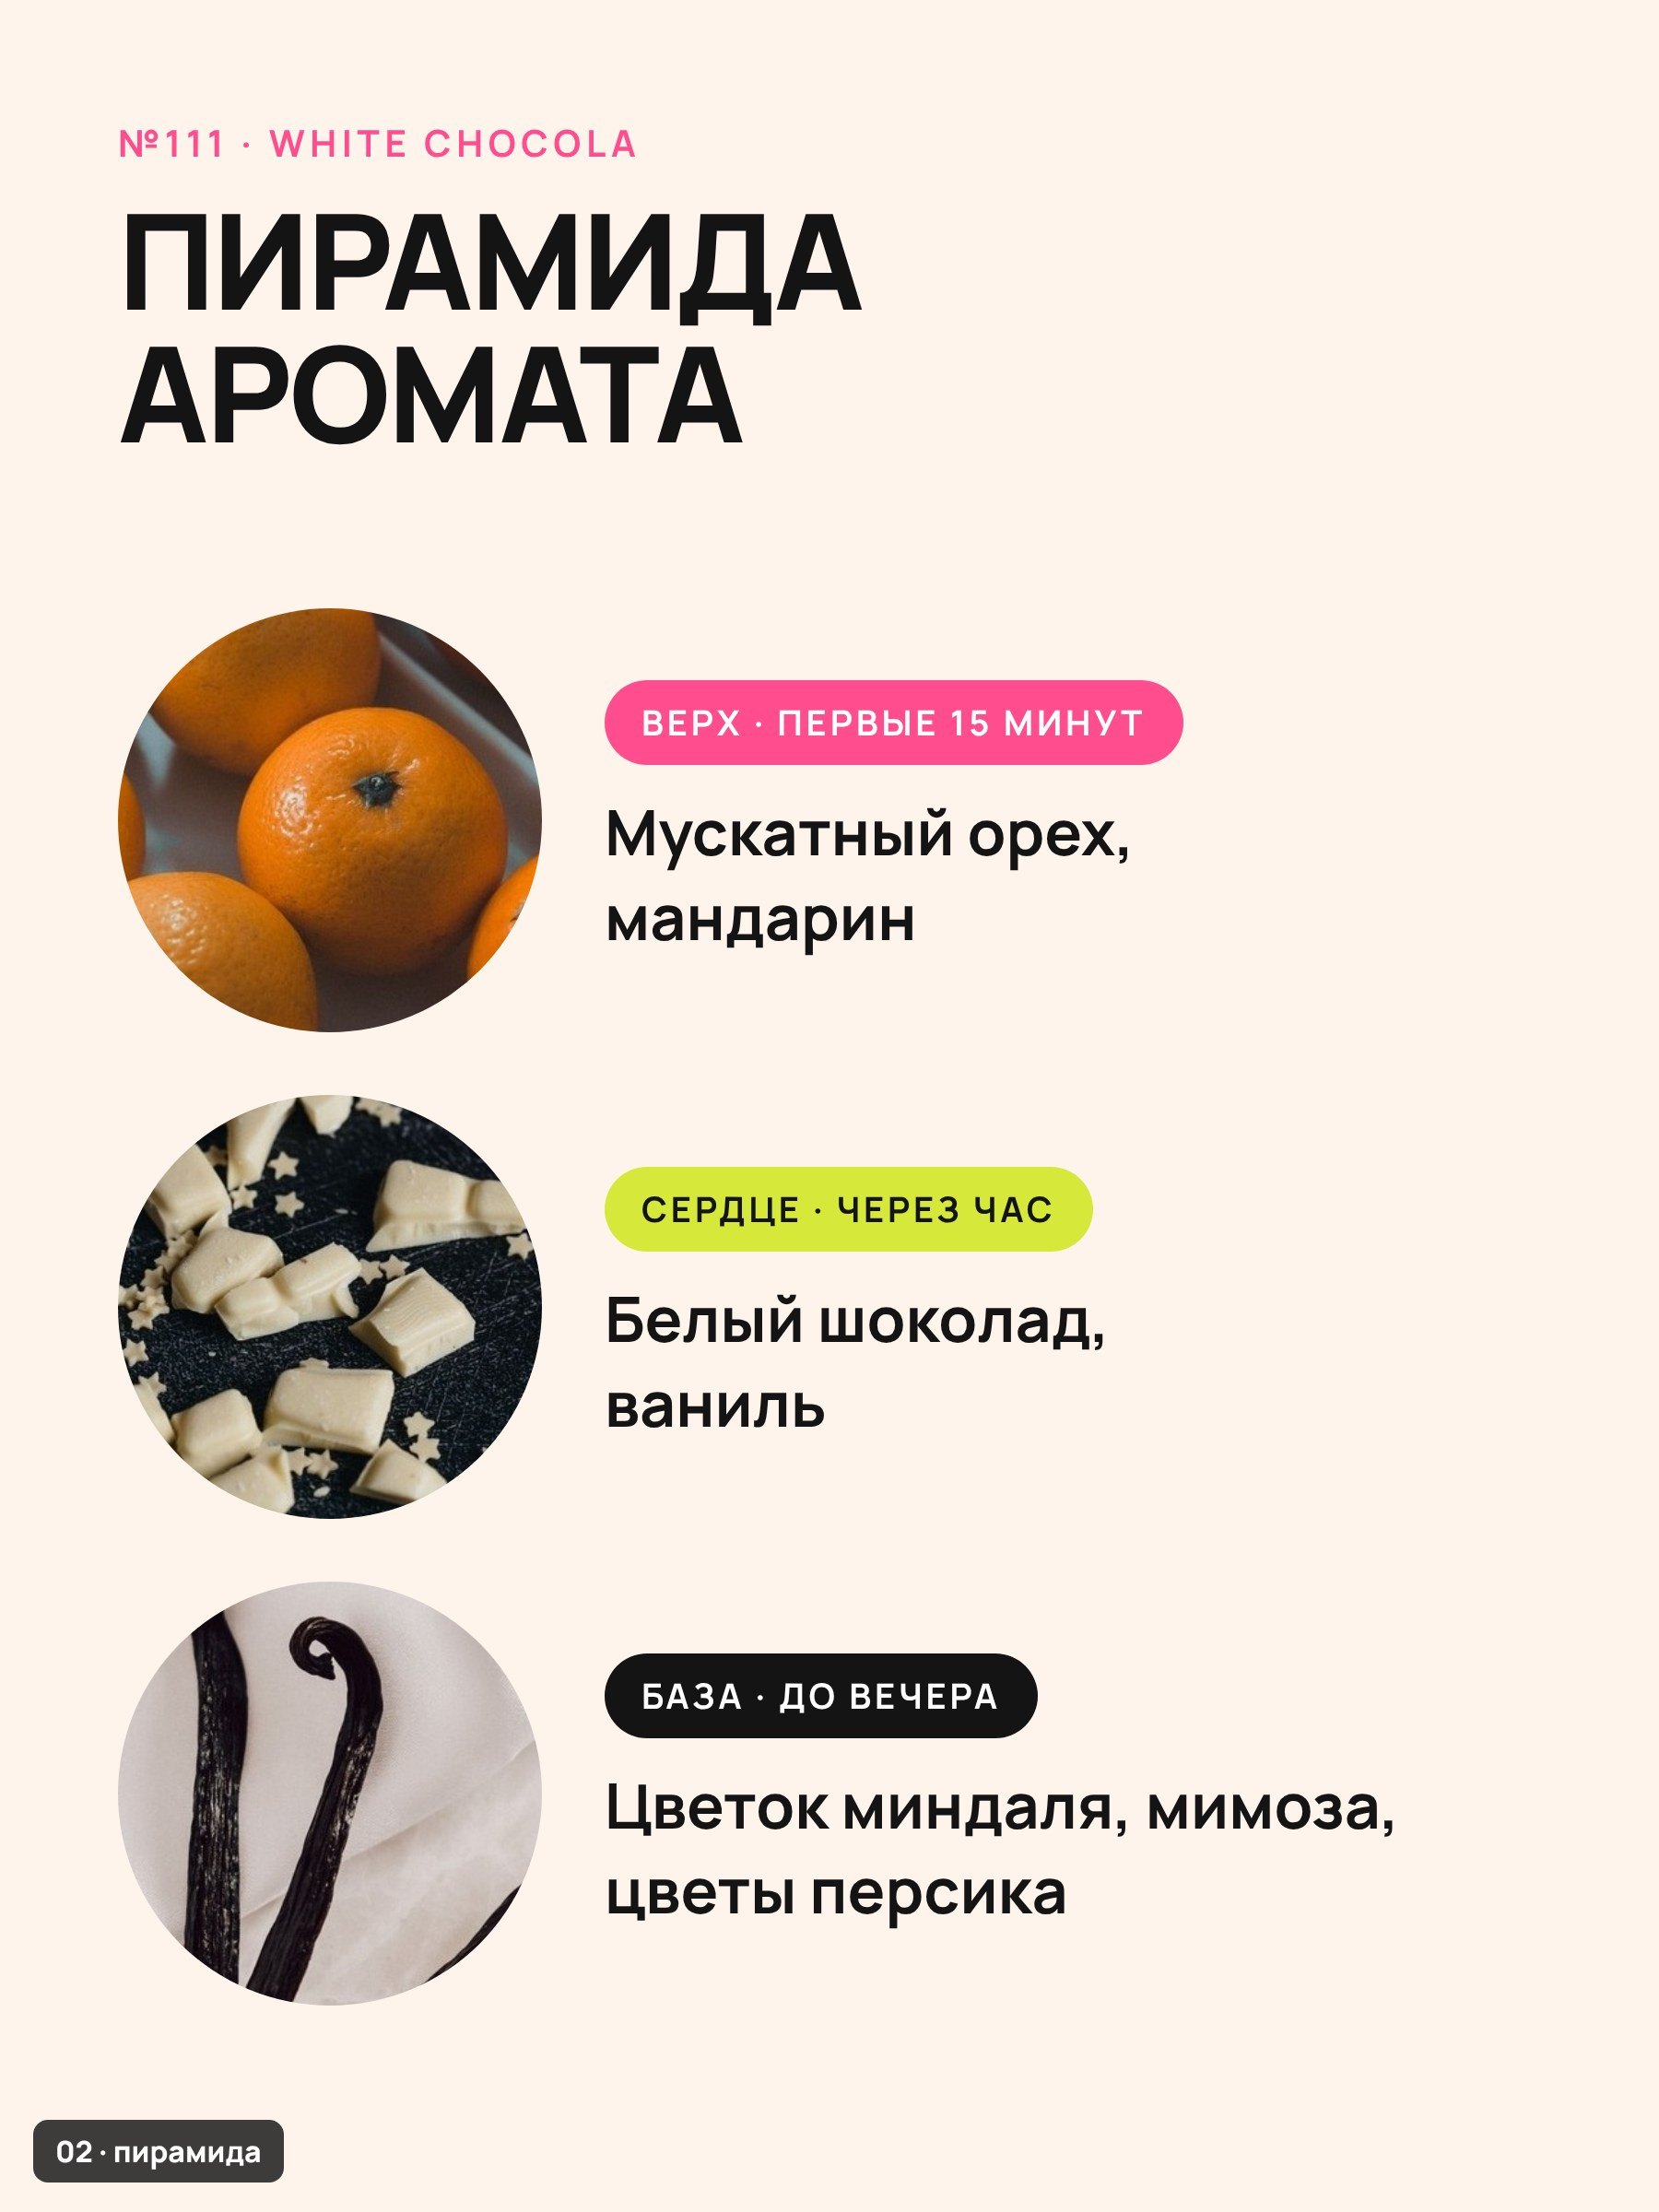 №111 · WHITE CHOCOLA
ПИРАМИДА
АРОМАТА
ВЕРХ · ПЕРВЫЕ 15 МИНУТ
Мускатный орех,
мандарин
СЕРДЦЕ · ЧЕРЕЗ ЧАС
Белый шоколад,
ваниль
БАЗА · ДО ВЕЧЕРА
Цветок миндаля, мимоза,
цветы персика
02 · пирамида